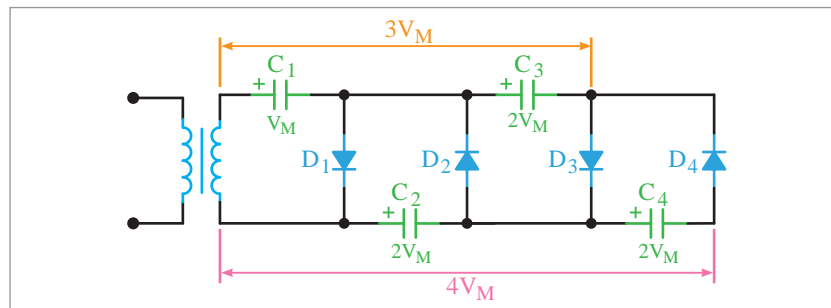 3V_M
C_1
C_3
+
+
V_M
2V_M
D_1
D_2
D_3
D_4
C_2
C_4
+
+
2V_M
2V_M
4V_M